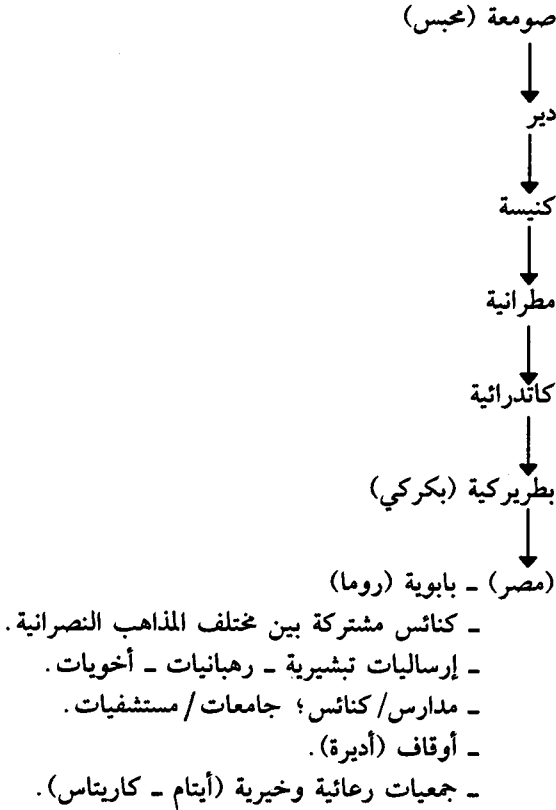 صومعة (محبس)
دير
كنيسة
مطرانية
كاتدرائية
بطريركية (بكركي)
(مصر) ـ بابوية (روما)
ـ كنائس مشتركة بين مختلف المذاهب النصرانية.
ـ إرساليات تبشيرية ـ رهبانيات ـ أخويات.
ـ مدارس/كنائس؛ جامعات/مستشفيات.
ـ أوقاف (أديرة).
ـ جمعيات رعائية وخيرية (أيتام ـ كاريتاس).